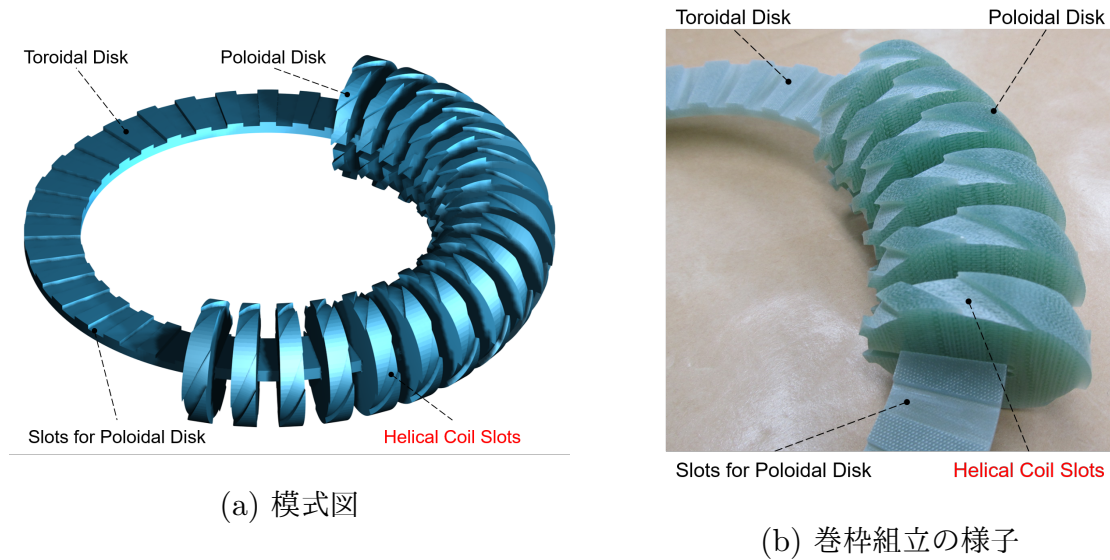 Toroidal Disk
Poloidal Disk
Slots for Poloidal Disk
Helical Coil Slots
(a) 模式図
Toroidal Disk
Poloidal Disk
Slots for Poloidal Disk
Helical Coil Slots
(b) 巻枠組立の様子